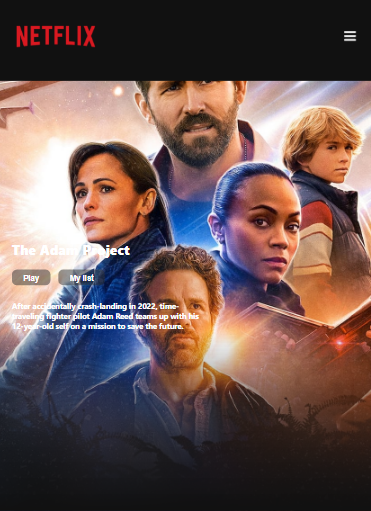 NETFLIX
The Adam Project
Play My list
After accidentally crash-landing in 2022, time-
traveling fighter pilot Adam Reed teams up with his
12-year-old self on a mission to save the future.